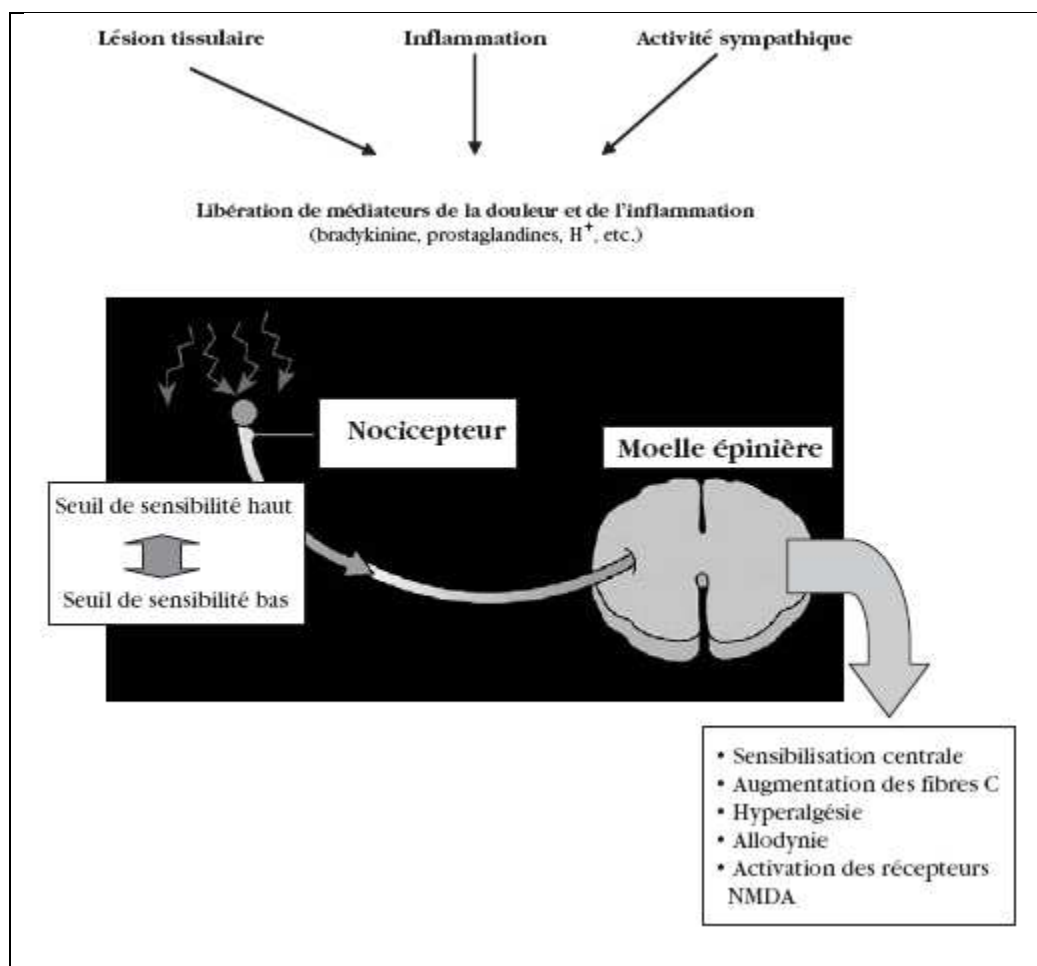 Lésion tissulaire
Inflammation
Activité sympathique
Libération de médiateurs de la douleur et de l'inflammation
(bradykinine, prostaglandines, H+, etc.)
Nocicepteur
Moelle épinière
Seuil de sensibilité haut
Seuil de sensibilité bas
• Sensibilisation centrale
• Augmentation des fibres C
• Hyperalgésie
• Allodynie
• Activation des récepteurs
NMDA